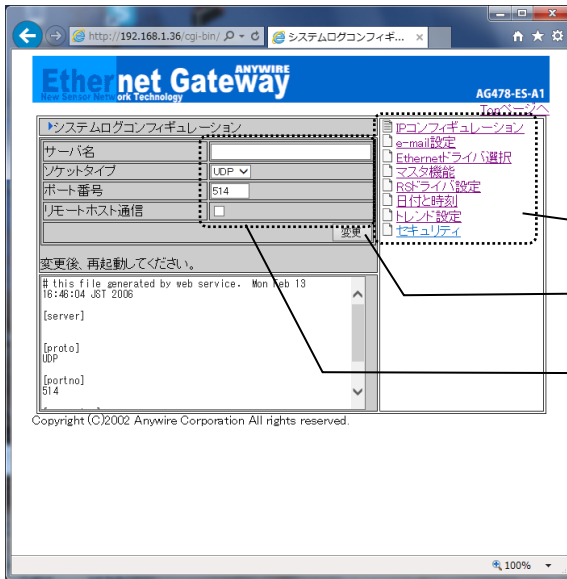 http://192.168.1.36/cgi-bin/
システムログコンフィギ...
Ethernet Gateway
ANYWIRE
New Sensor Network Technology
AG478-ES-A1
Topページへ
システムログコンフィギュレーション
サーバ名
ソケットタイプ
UDP
ポート番号
514
リモートホスト通信
変更
変更後、再起動してください。
# this file generated by web service. Mon Feb 13
16:46:04 JST 2006
[server]
[proto]
UDP
[portno]
514
IPコンフィギュレーション
e-mail設定
Ethernetドライバ選択
マスタ機能
RSドライバ設定
日付と時刻
トレンド設定
セキュリティ
Copyright (C)2002 Anywire Corporation All rights reserved.
100%